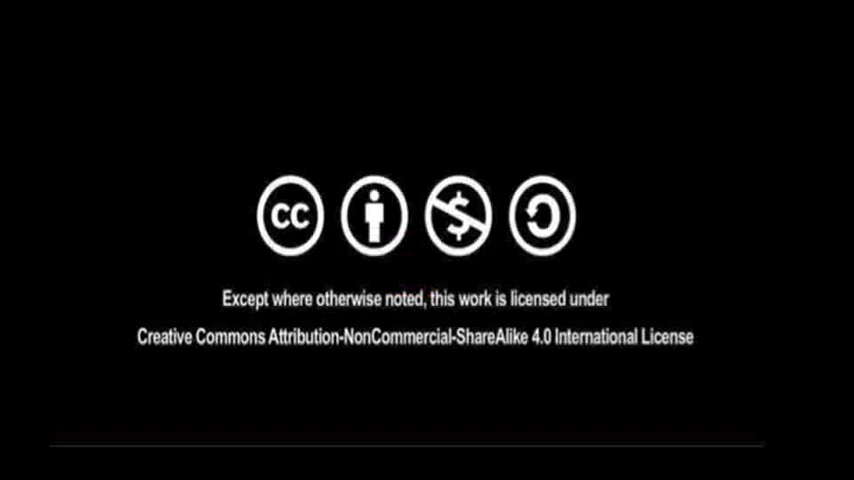 cc
Except where otherwise noted, this work is licensed under
Creative Commons Attribution-NonCommercial-ShareAlike 4.0 International License